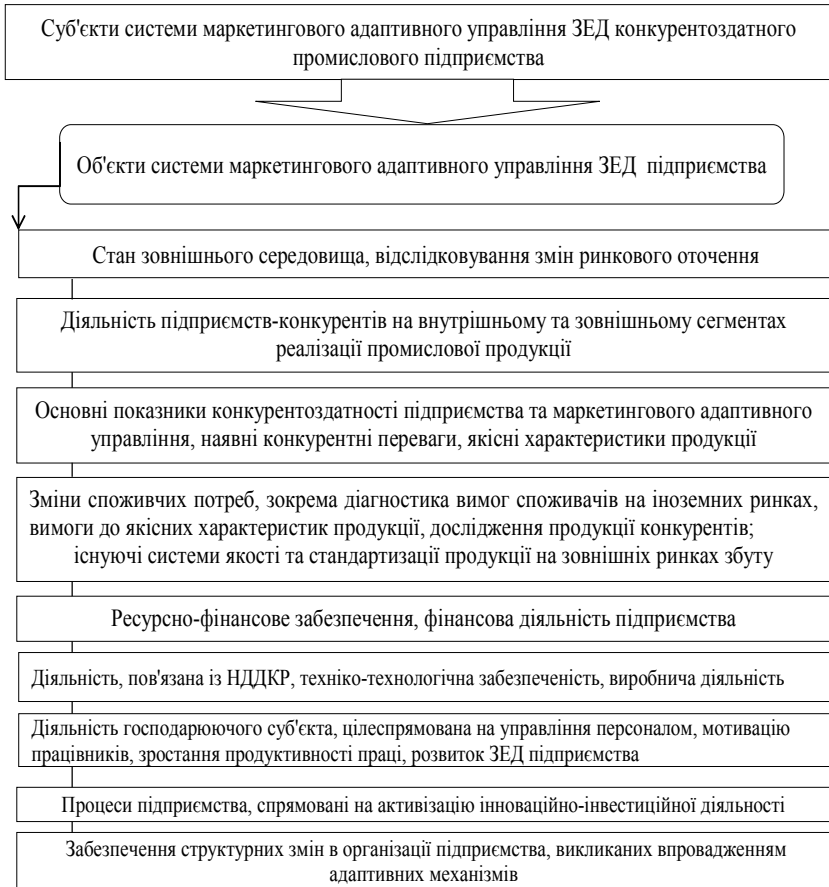 Суб'єкти системи маркетингового адаптивного управління ЗЕД конкурентоздатного
промислового підприємства
Об'єкти системи маркетингового адаптивного управління ЗЕД підприємства
Стан зовнішнього середовища, відслідковування змін ринкового оточення
Діяльність підприємств-конкурентів на внутрішньому та зовнішньому сегментах
реалізації промислової продукції
Основні показники конкурентоздатності підприємства та маркетингового адаптивного
управління, наявні конкурентні переваги, якісні характеристики продукції
Зміни споживчих потреб, зокрема діагностика вимог споживачів на іноземних ринках,
вимоги до якісних характеристик продукції, дослідження продукції конкурентів;
існуючі системи якості та стандартизації продукції на зовнішніх ринках збуту
Ресурсно-фінансове забезпечення, фінансова діяльність підприємства
Діяльність, пов'язана із НДДКР, техніко-технологічна забезпеченість, виробнича діяльність
Діяльність господарюючого суб'єкта, цілеспрямована на управління персоналом, мотивацію
працівників, зростання продуктивності праці, розвиток ЗЕД підприємства
Процеси підприємства, спрямовані на активізацію інноваційно-інвестиційної діяльності
Забезпечення структурних змін в організації підприємства, викликаних впровадженням
адаптивних механізмів